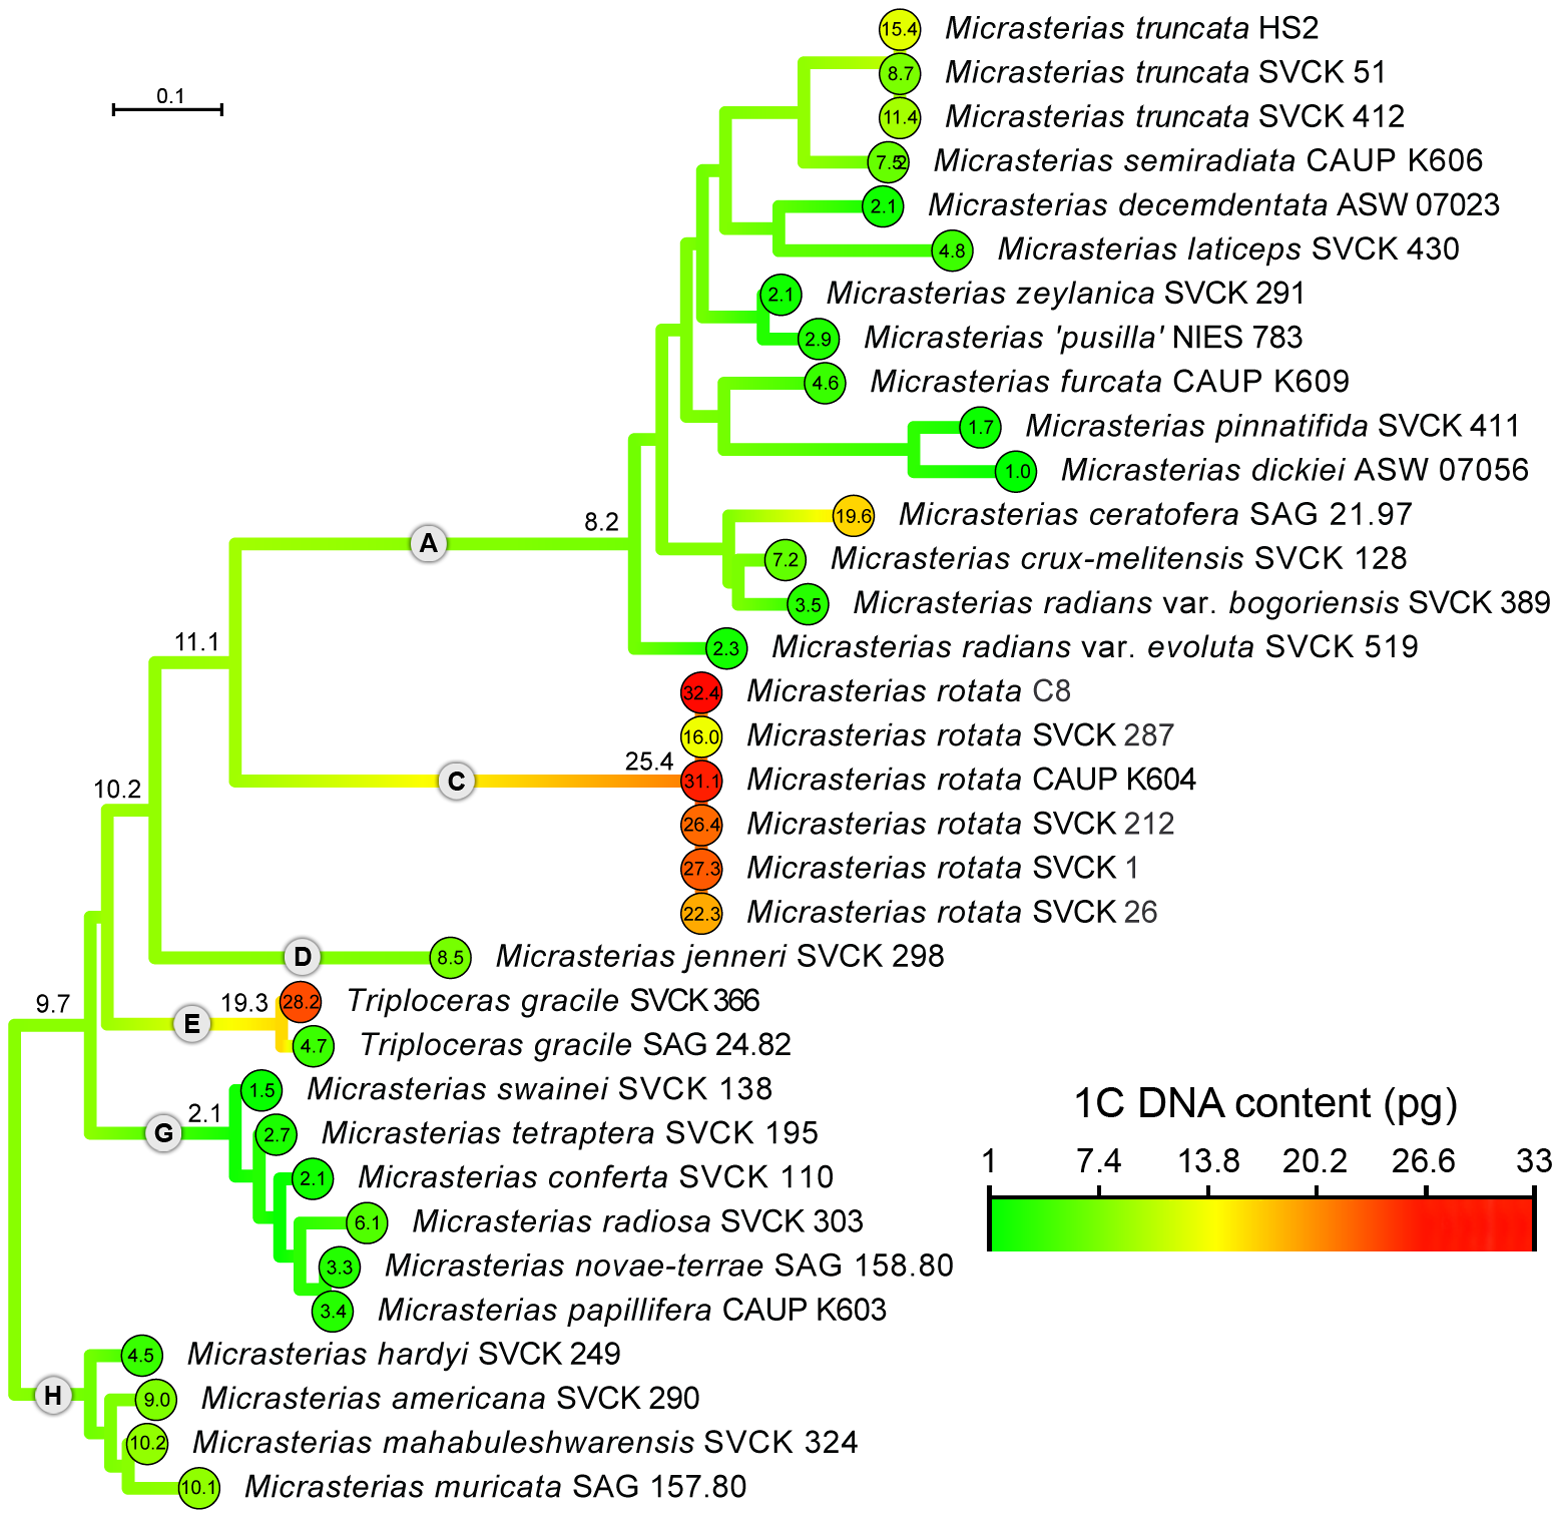 15.4 Micrasterias truncata HS2
8.7 Micrasterias truncata SVCK 51
0.1
11.4 Micrasterias truncata SVCK 412
Micrasterias semiradiata CAUP K606
2.1 Micrasterias decemdentata ASW 07023
4.8 Micrasterias laticeps SVCK 430
2.1 Micrasterias zeylanica SVCK 291
2.9 Micrasterias 'pusilla' NIES 783
4.6 Micrasterias furcata CAUP K609
1.7 Micrasterias pinnatifida SVCK 411
1.0 Micrasterias dickiei ASW 07056
19.6 Micrasterias ceratofera SAG 21.97
8.2
A
7.2 Micrasterias crux-melitensis SVCK 128
3.5 Micrasterias radians var. bogoriensis SVCK 389
11.1
2.3 Micrasterias radians var. evoluta SVCK 519
32.4 Micrasterias rotata C8
16.0 Micrasterias rotata SVCK 287
25.4
10.2
C
31.1 Micrasterias rotata CAUP K604
26.4 Micrasterias rotata SVCK 212
27.3 Micrasterias rotata SVCK 1
22.3 Micrasterias rotata SVCK 26
D
8.5 Micrasterias jenneri SVCK 298
9.7
19.3
28.2 Triploceras gracile SVCK 366
E
4.7 Triploceras gracile SAG 24.82
1.5 Micrasterias swainei SVCK 138
2.1
G
2.7 Micrasterias tetraptera SVCK 195
2.1 Micrasterias conferta SVCK 110
6.1 Micrasterias radiosa SVCK 303
3.3 Micrasterias novae-terrae SAG 158.80
3.4 Micrasterias papillifera CAUP K603
4.5 Micrasterias hardyi SVCK 249
H
9.0 Micrasterias americana SVCK 290
10.2 Micrasterias mahabuleshwarensis SVCK 324
10.1 Micrasterias muricata SAG 157.80
1C DNA content (pg)
1 7.4 13.8 20.2 26.6 33